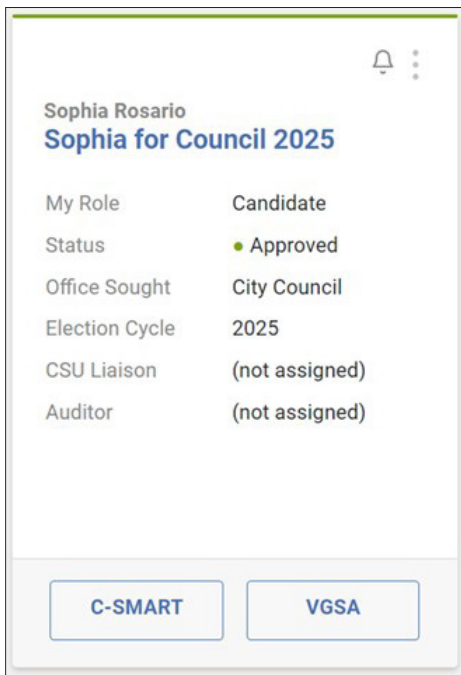 Sophia Rosario
Sophia for Council 2025
My Role Candidate
Status Approved
Office Sought City Council
Election Cycle 2025
CSU Liaison (not assigned)
Auditor (not assigned)
C-SMART VGSA